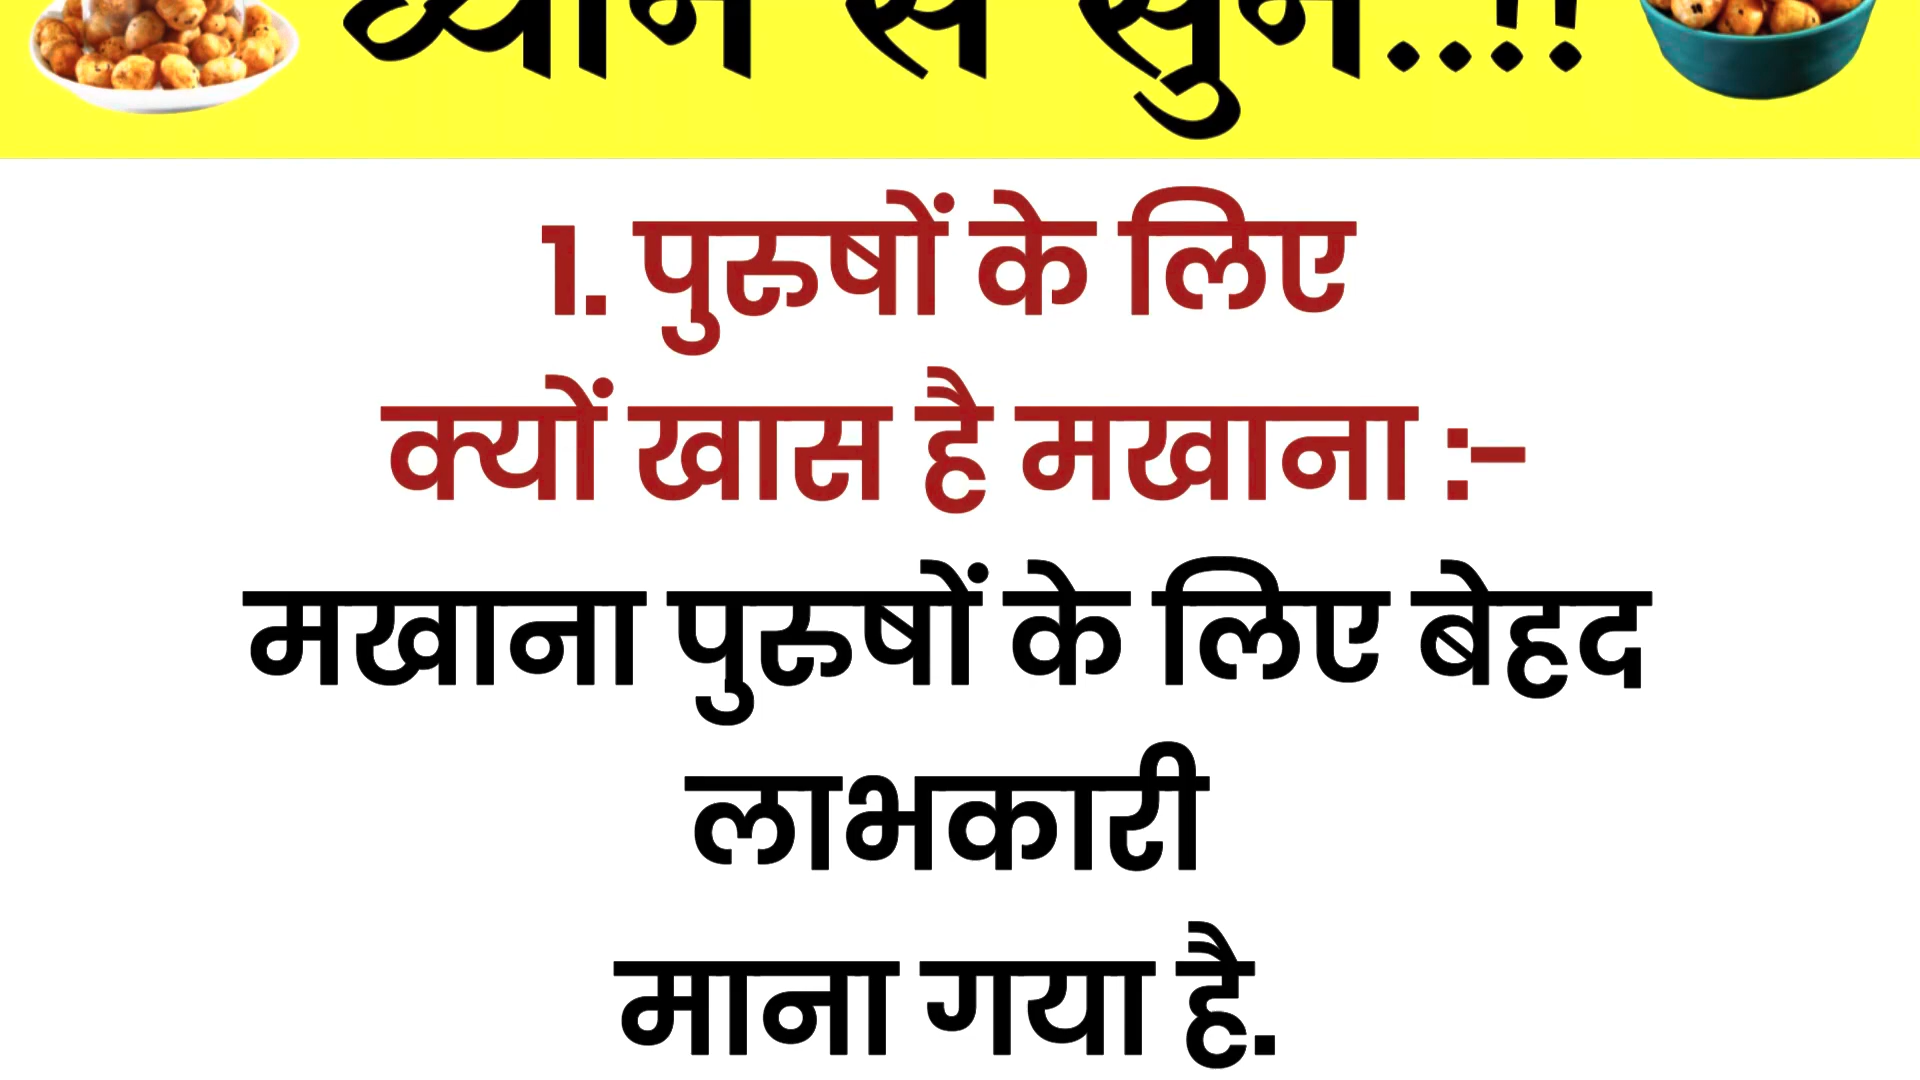 ध्यान से सुने..!!
1. पुरुषों के लिए
क्यों खास है मखाना :-
मखाना पुरुषों के लिए बेहद
लाभकारी
माना गया है.